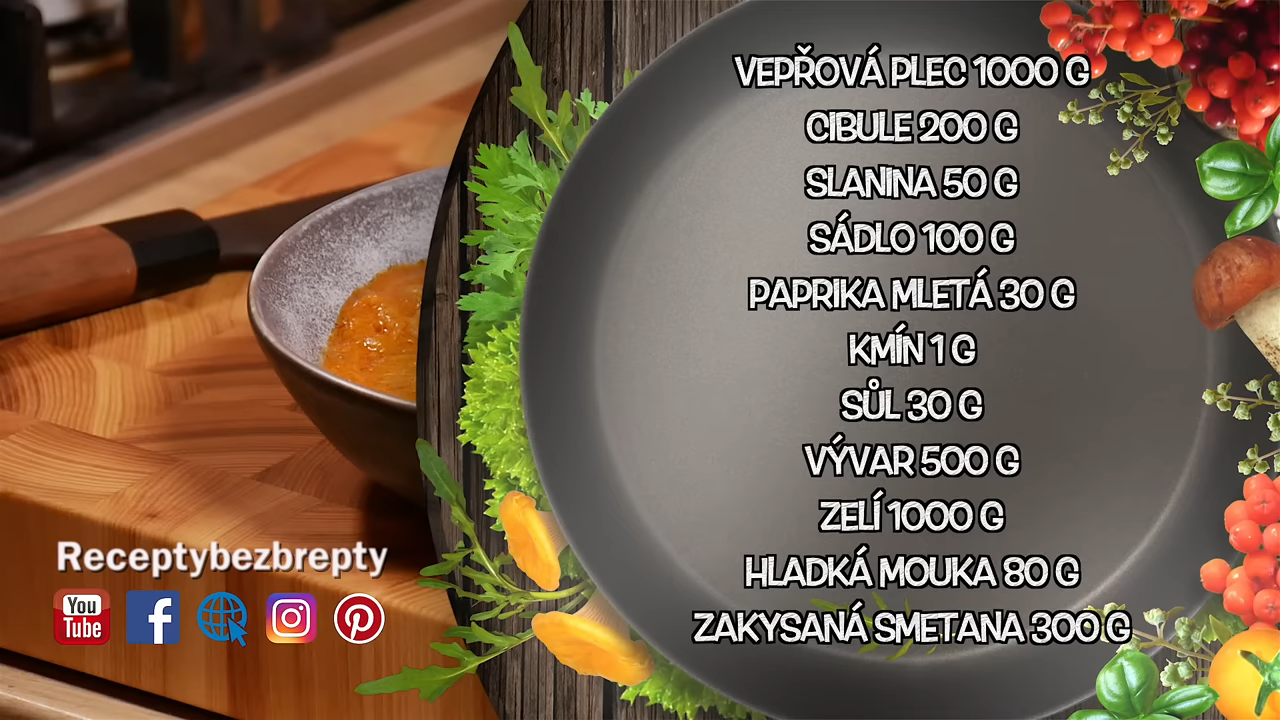 VEPŘOVÁ PLEC 1000 G
CIBULE 200 G
SLANINA 50 G
SÁDLO 100 G
PAPRIKA MLETÁ 30 G
KMÍN 1 G
SŮL 30 G
VÝVAR 500 G
ZELÍ 1000 G
HLADKÁ MOUKA 80 G
ZAKYSANÁ SMETANA 300 G
Receptybezbrepty
You
Tube
f